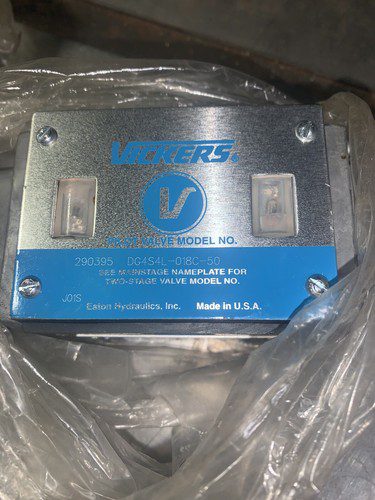 VICKERS®
V
VALVE MODEL NO.
290395 DG4S4L-018C-50
SEE MAINSTAGE NAMEPLATE FOR
TWO-STAGE VALVE MODEL NO.
J01S
Eaton Hydraulics, Inc. Made in U.S.A.